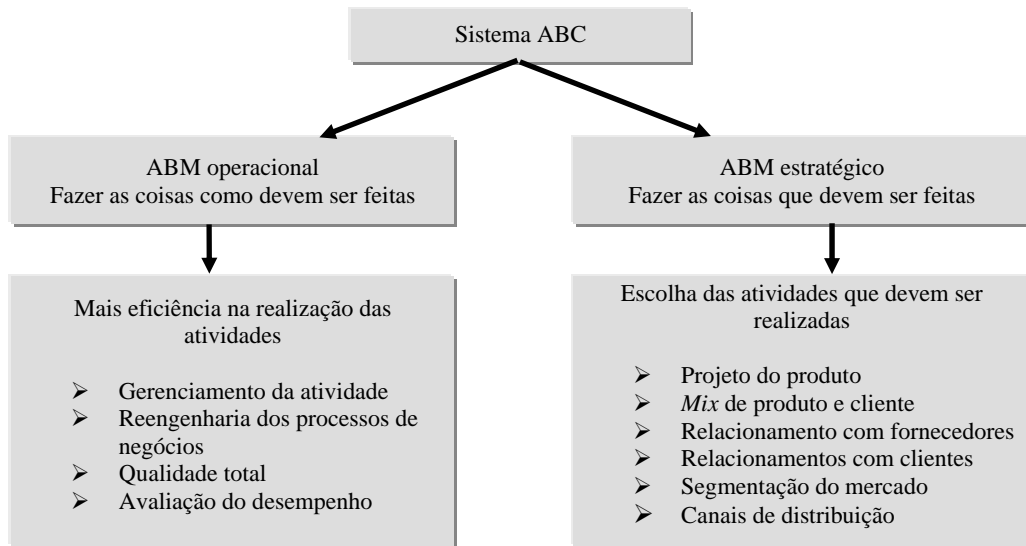 Sistema ABC
ABM operacional
Fazer as coisas como devem ser feitas
ABM estratégico
Fazer as coisas que devem ser feitas
Mais eficiência na realização das
atividades
➢ Gerenciamento da atividade
➢ Reengenharia dos processos de
negócios
➢ Qualidade total
➢ Avaliação do desempenho
Escolha das atividades que devem ser
realizadas
➢ Projeto do produto
➢ Mix de produto e cliente
➢ Relacionamento com fornecedores
➢ Relacionamentos com clientes
➢ Segmentação do mercado
➢ Canais de distribuição